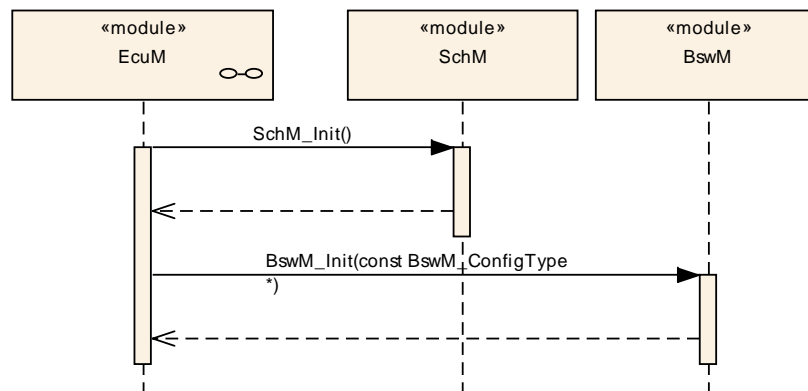 «module»
EcuM
«module»
SchM
«module»
BswM
SchM_Init()
BswM_Init(const BswM_ConfigType
*)